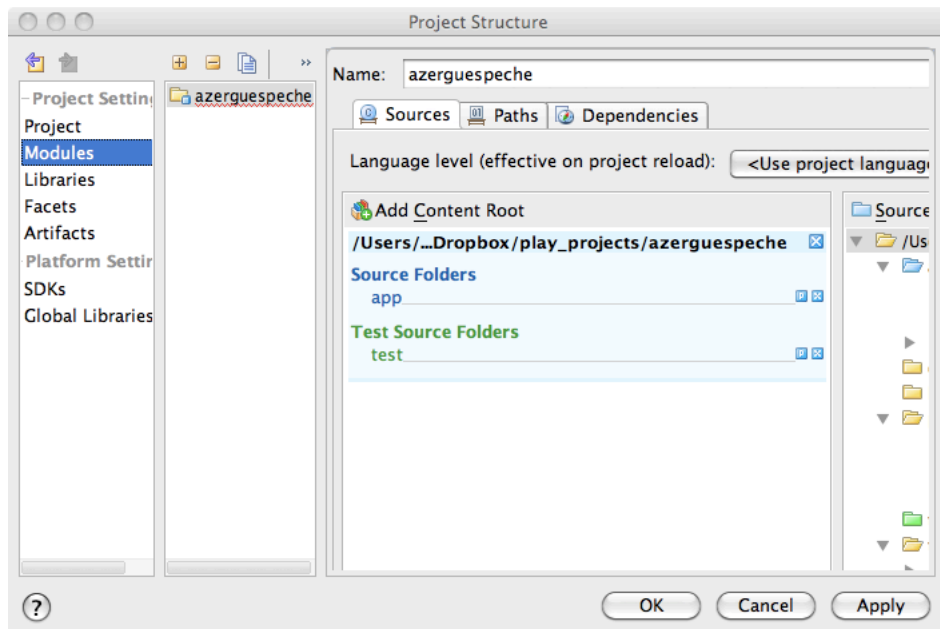 Project Structure
Project Settin
Project
Modules
Libraries
Facets
Artifacts
Platform Settin
SDKs
Global Libraries
azerguespeche
Name: azerguespeche
Sources Paths Dependencies
Language level (effective on project reload): <Use project languag
Add Content Root
/Users/...Dropbox/play_projects/azerguespeche
Source Folders
app
Test Source Folders
test
Source
/Us
? OK Cancel Apply